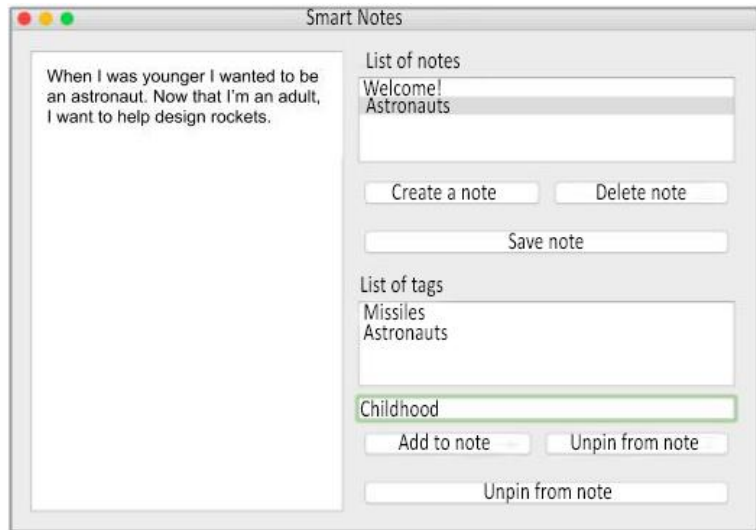 Smart Notes
When I was younger I wanted to be
an astronaut. Now that I'm an adult,
I want to help design rockets.
List of notes
Welcome!
Astronauts
Create a note
Delete note
Save note
List of tags
Missiles
Astronauts
Childhood
Add to note
Unpin from note
Unpin from note